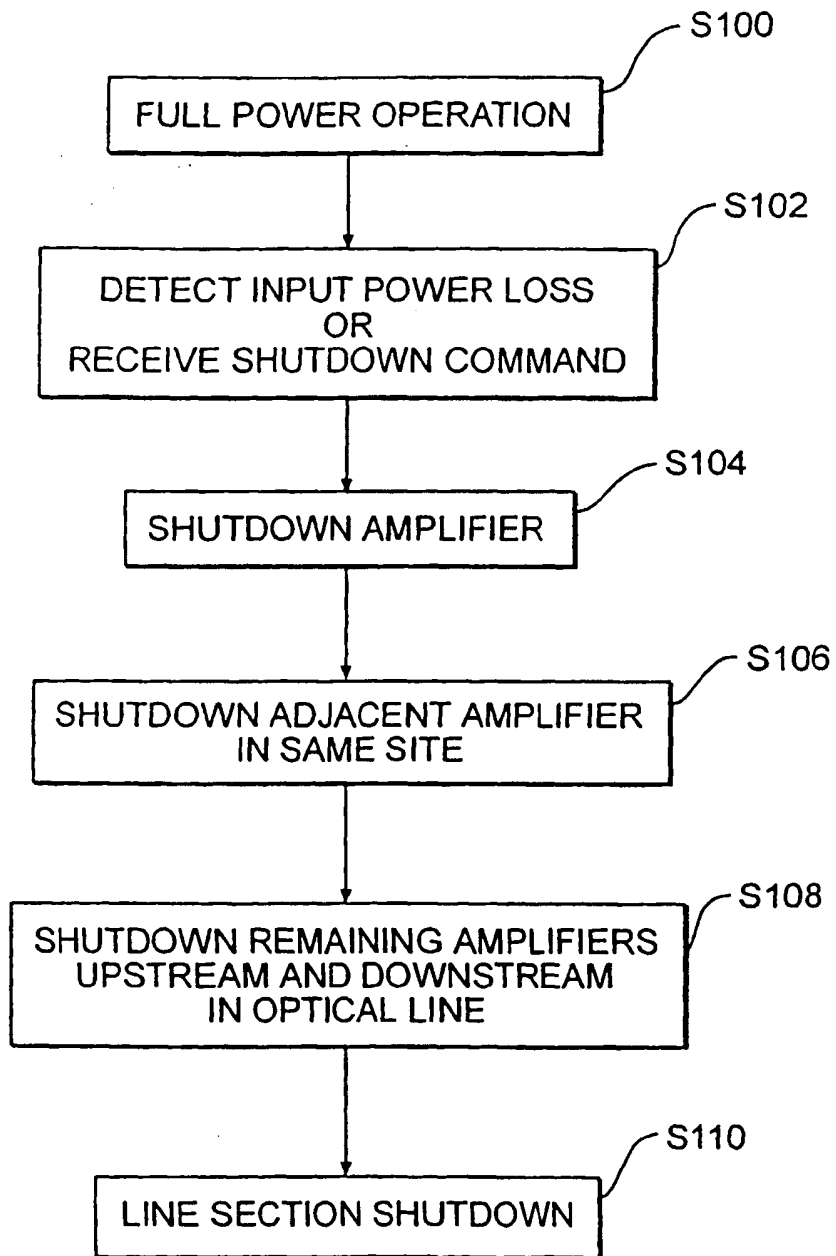 S100
FULL POWER OPERATION
S102
DETECT INPUT POWER LOSS
OR
RECEIVE SHUTDOWN COMMAND
S104
SHUTDOWN AMPLIFIER
S106
SHUTDOWN ADJACENT AMPLIFIER
IN SAME SITE
S108
SHUTDOWN REMAINING AMPLIFIERS
UPSTREAM AND DOWNSTREAM
IN OPTICAL LINE
S110
LINE SECTION SHUTDOWN